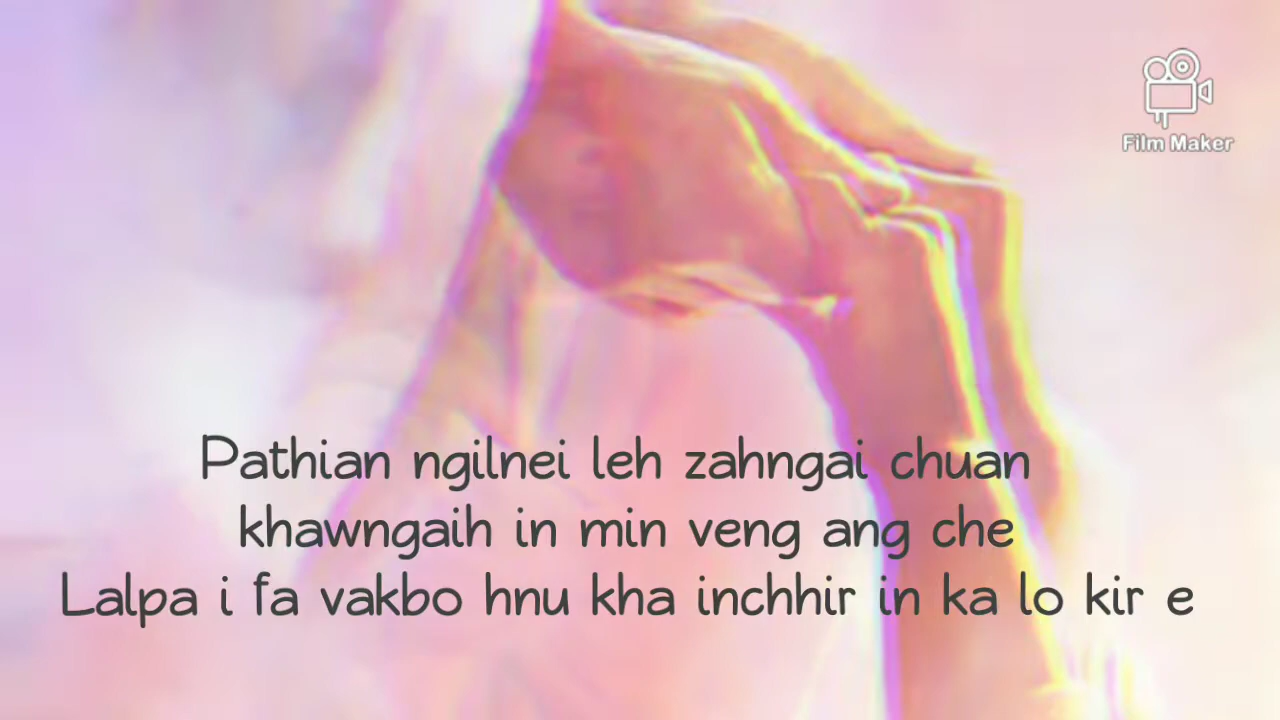 Film Maker
Pathian ngilnei leh zahngai chuan
khawngaih in min veng ang che
Lalpa i fa vakbo hnu kha inchhir in ka lo kir e